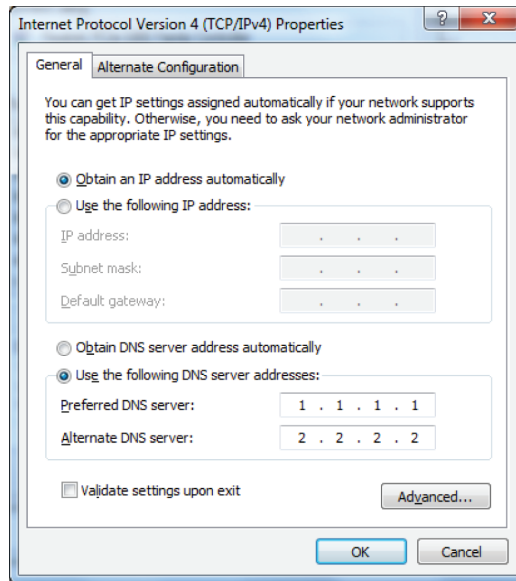 Internet Protocol Version 4 (TCP/IPv4) Properties
?
General
Alternate Configuration
You can get IP settings assigned automatically if your network supports
this capability. Otherwise, you need to ask your network administrator
for the appropriate IP settings.
Obtain an IP address automatically
Use the following IP address:
IP address: . . .
Subnet mask: . . .
Default gateway: . . .
Obtain DNS server address automatically
Use the following DNS server addresses:
Preferred DNS server: 1 . 1 . 1 . 1
Alternate DNS server: 2 . 2 . 2 . 2
Validate settings upon exit
Advanced...
OK
Cancel